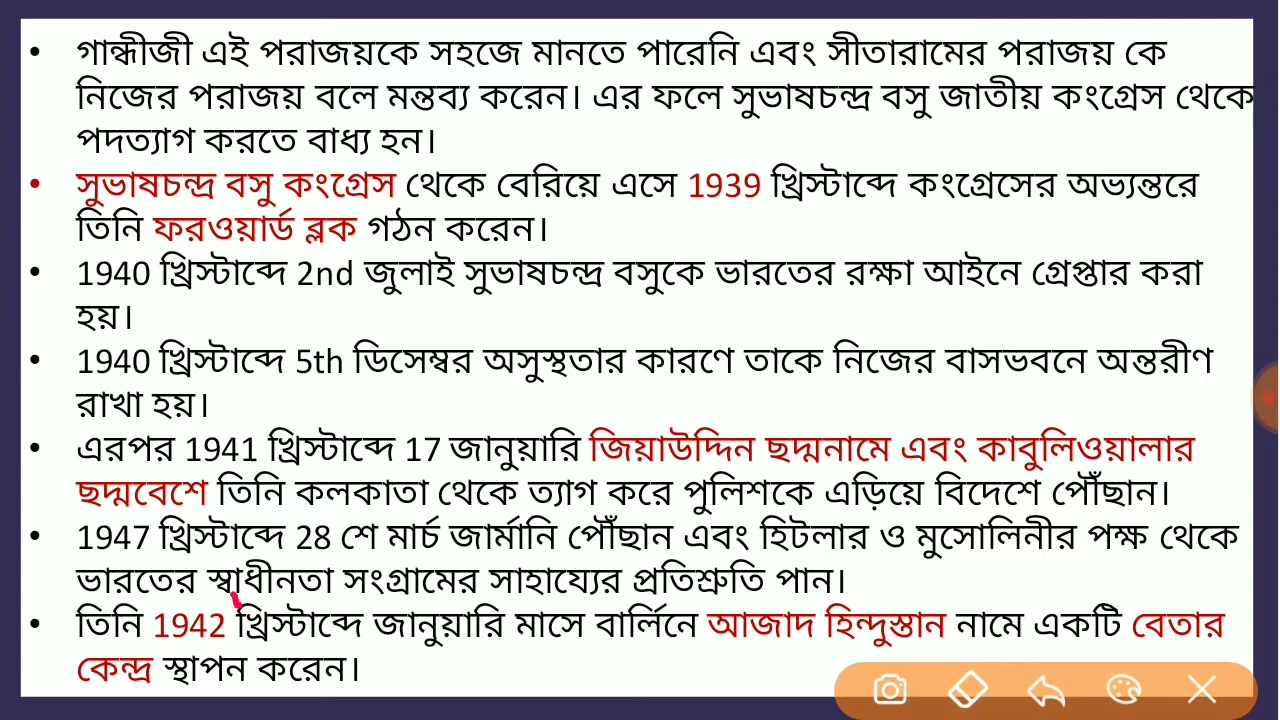 • গান্ধীজী এই পরাজয়কে সহজে মানতে পারেনি এবং সীতারামের পরাজয় কে
নিজের পরাজয় বলে মন্তব্য করেন। এর ফলে সুভাষচন্দ্র বসু জাতীয় কংগ্রেস থেকে
পদত্যাগ করতে বাধ্য হন।
• সুভাষচন্দ্র বসু কংগ্রেস থেকে বেরিয়ে এসে 1939 খ্রিস্টাব্দে কংগ্রেসের অভ্যন্তরে
তিনি ফরওয়ার্ড ব্লক গঠন করেন।
• 1940 খ্রিস্টাব্দে 2nd জুলাই সুভাষচন্দ্র বসুকে ভারতের রক্ষা আইনে গ্রেপ্তার করা
হয়।
• 1940 খ্রিস্টাব্দে 5th ডিসেম্বর অসুস্থতার কারণে তাকে নিজের বাসভবনে অন্তরীণ
রাখা হয়।
• এরপর 1941 খ্রিস্টাব্দে 17 জানুয়ারি জিয়াউদ্দিন ছদ্মনামে এবং কাবুলিওয়ালার
ছদ্মবেশে তিনি কলকাতা থেকে ত্যাগ করে পুলিশকে এড়িয়ে বিদেশে পৌঁছান।
• 1947 খ্রিস্টাব্দে 28 শে মার্চ জার্মানি পৌঁছান এবং হিটলার ও মুসোলিনীর পক্ষ থেকে
ভারতের স্বাধীনতা সংগ্রামের সাহায্যের প্রতিশ্রুতি পান।
• তিনি 1942 খ্রিস্টাব্দে জানুয়ারি মাসে বার্লিনে আজাদ হিন্দুস্তান নামে একটি বেতার
কেন্দ্র স্থাপন করেন।